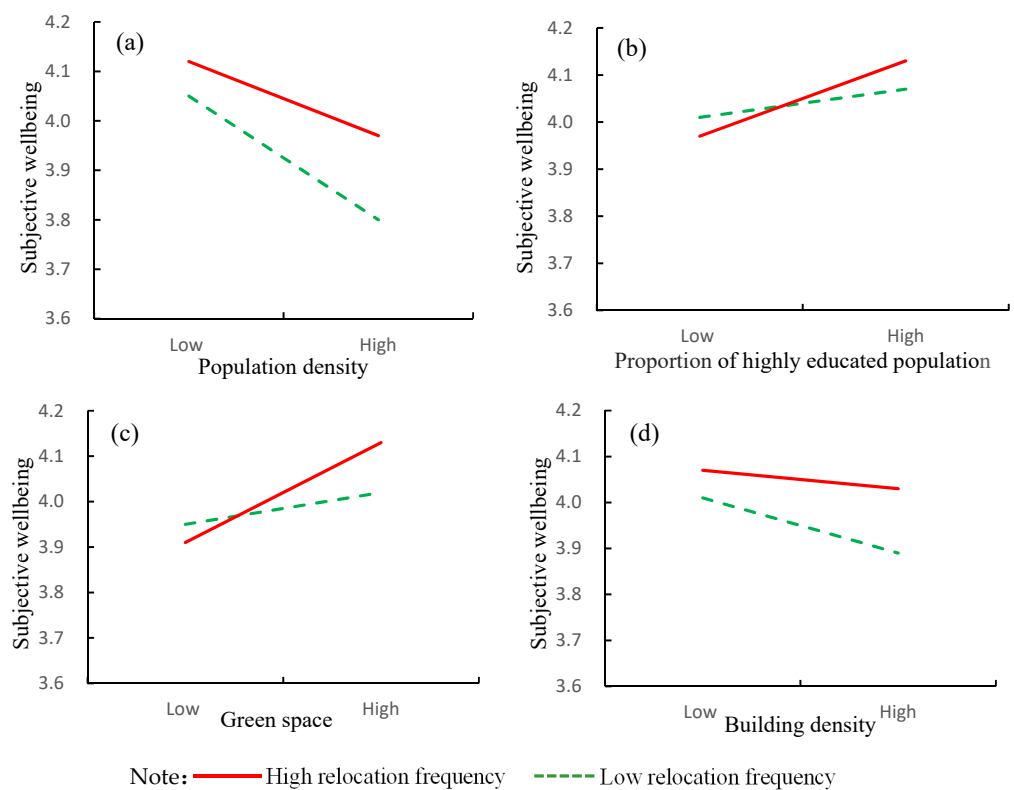 (a)
4.2
4.1
4.0
3.9
3.8
3.7
3.6
Subjective wellbeing
Low High
Population density
(b)
4.2
4.1
4.0
3.9
3.8
3.7
3.6
Subjective wellbeing
Low High
Proportion of highly educated population
(c)
4.2
4.1
4.0
3.9
3.8
3.7
3.6
Subjective wellbeing
Low High
Green space
(d)
4.2
4.1
4.0
3.9
3.8
3.7
3.6
Subjective wellbeing
Low High
Building density
Note: High relocation frequency Low relocation frequency